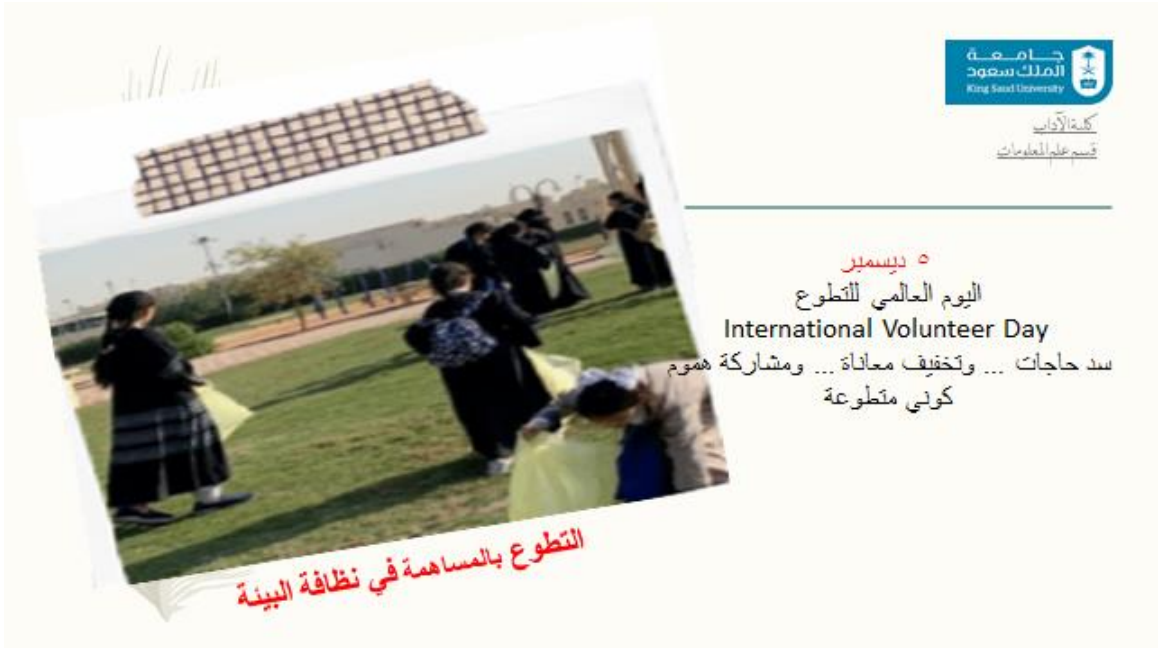 جــامـعــة
الملك سعود
King Saud University
كلية الآداب
قسم علم المعلومات
٥ ديسمبر
اليوم العالمي للتطوع
International Volunteer Day
سد حاجات ... وتخفيف معاناة ... ومشاركة هموم
كوني متطوعة
التطوع بالمساهمة في نظافة البيئة